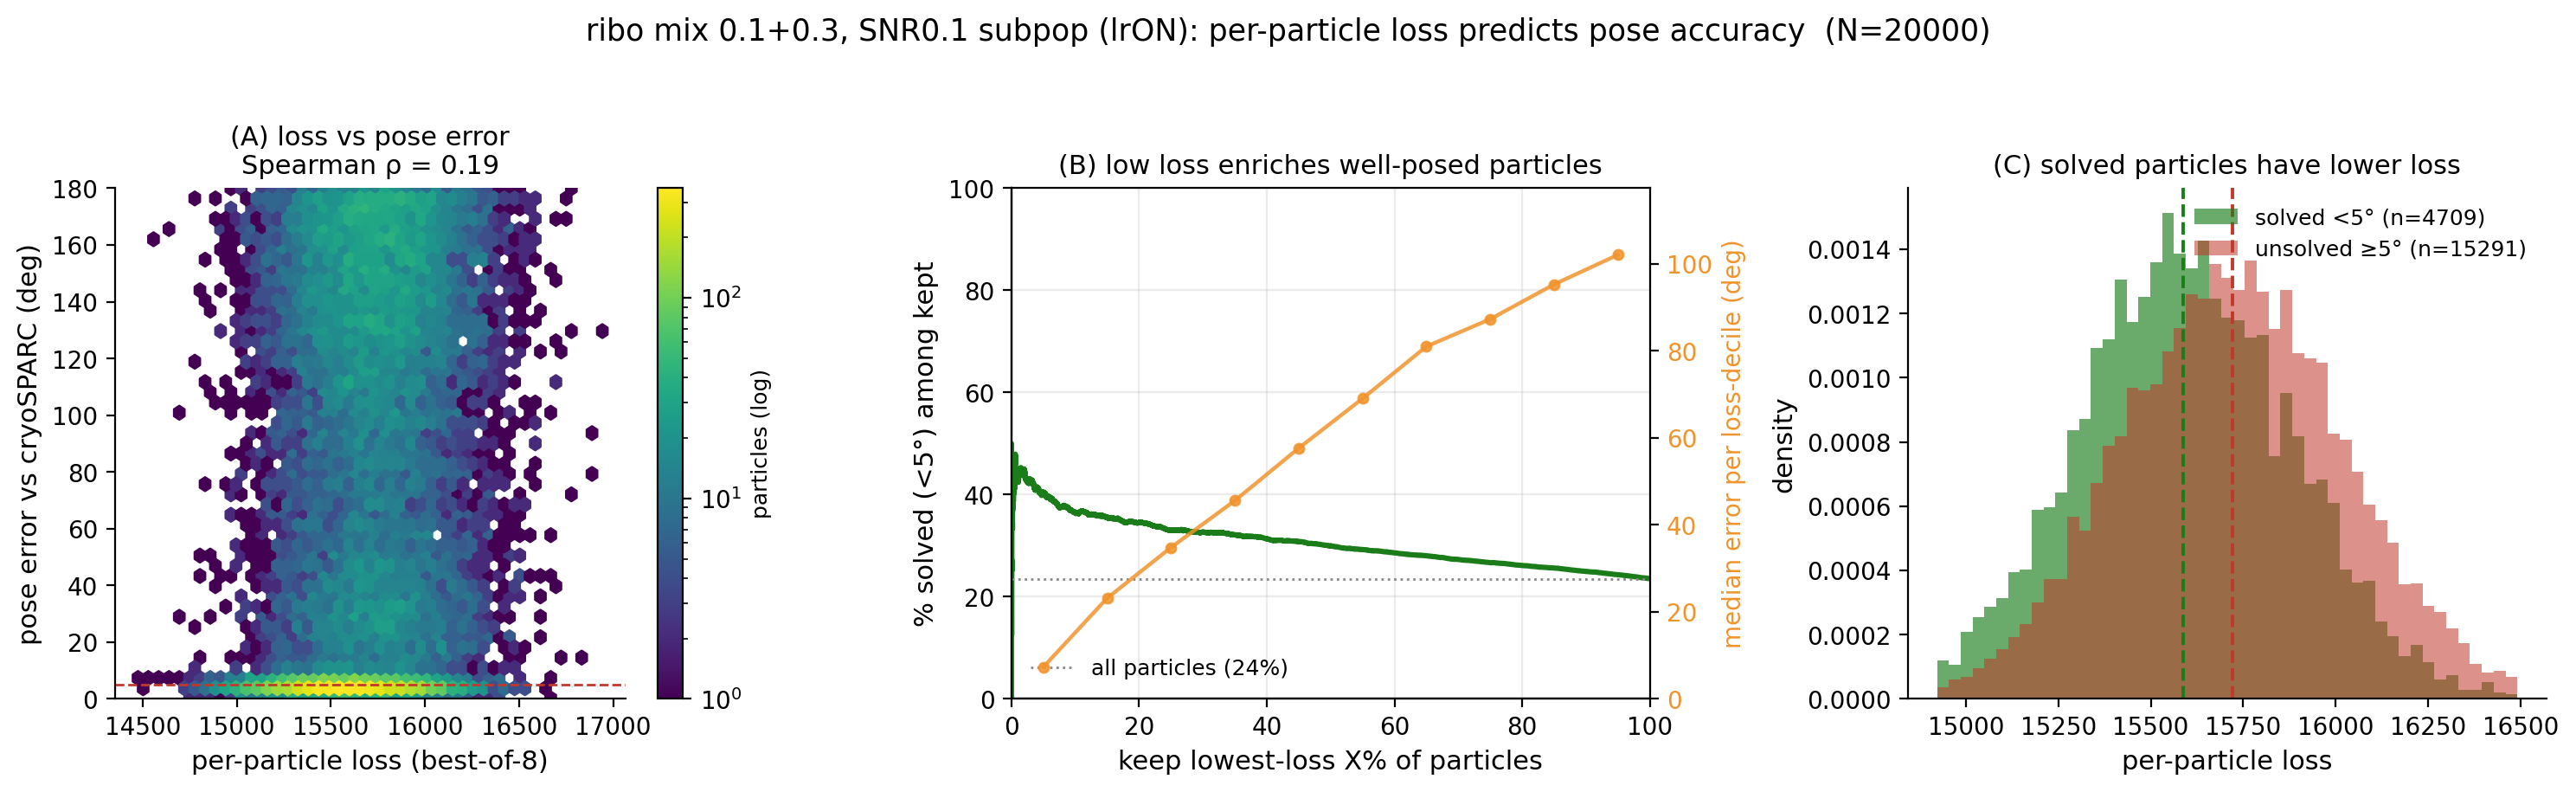 ribo mix 0.1+0.3, SNR0.1 subpop (lrON): per-particle loss predicts pose accuracy  (N=20000)
(A) loss vs pose error
Spearman ρ = 0.19
pose error vs cryoSPARC (deg)
180
160
140
120
100
80
60
40
20
0
14500 15000 15500 16000 16500 17000
per-particle loss (best-of-8)
10²
10¹
10⁰
particles (log)
(B) low loss enriches well-posed particles
% solved (<5°) among kept
100
80
60
40
20
0
all particles (24%)
0 20 40 60 80 100
keep lowest-loss X% of particles
100
80
60
40
20
0
median error per loss-decile (deg)
(C) solved particles have lower loss
density
0.0014
0.0012
0.0010
0.0008
0.0006
0.0004
0.0002
0.0000
solved <5° (n=4709)
unsolved ≥5° (n=15291)
15000 15250 15500 15750 16000 16250 16500
per-particle loss